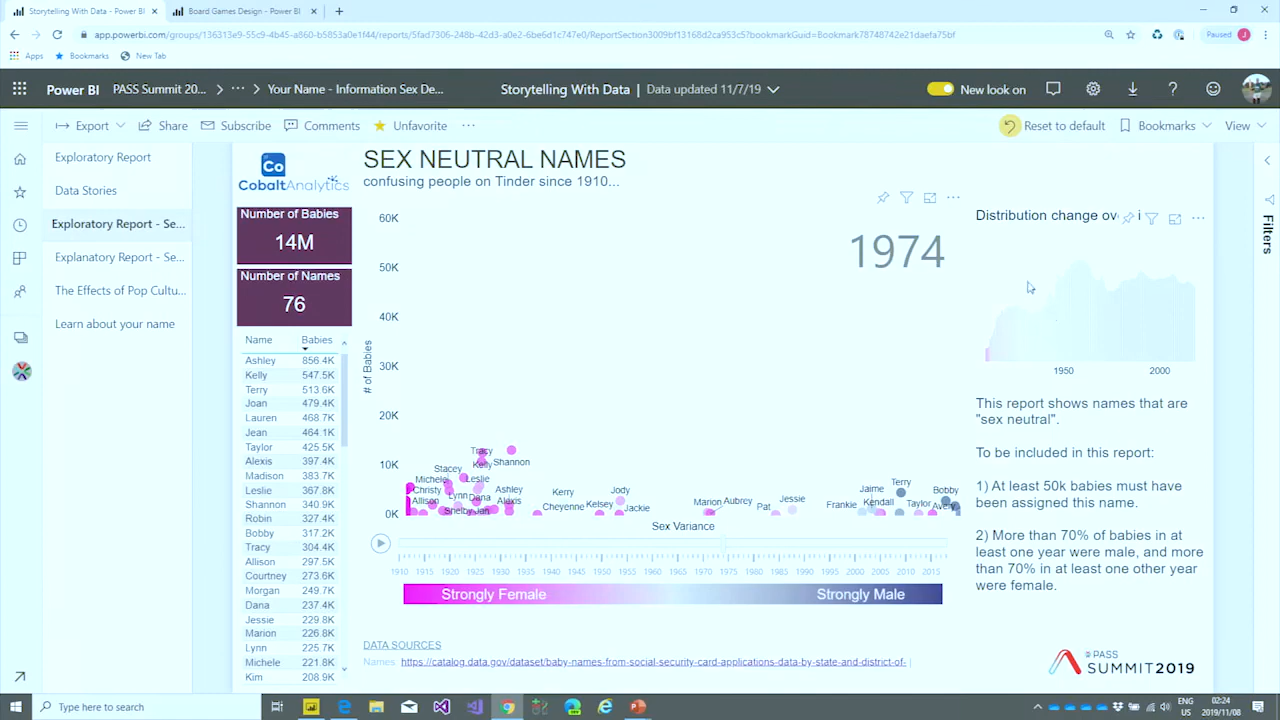 Storytelling With Data - Power BI
Board Games Design - Power BI
app.powerbi.com/groups/136313e9-55c9-4b45-a860-b5853a0e1f44/reports/5fad7306-248b-42d3-a0e2-6be6d1c747e0/ReportSection3009bf13168d2ca953c5?bookmarkGuid=Bookmark78748742e21daefa75bf
Paused
J
Apps
Bookmarks
New Tab
Power BI
PASS Summit 20...
Your Name - Information Sex De...
Storytelling With Data
Data updated 11/7/19
New look on
Export
Share
Subscribe
Comments
Unfavorite
Reset to default
Bookmarks
View
Exploratory Report
Data Stories
Exploratory Report - Se...
Explanatory Report - Se...
The Effects of Pop Cultu...
Learn about your name
Co
CobaltAnalytics
SEX NEUTRAL NAMES
confusing people on Tinder since 1910...
Number of Babies
14M
Number of Names
76
Name Babies
Ashley 856.4K
Kelly 547.5K
Terry 513.6K
Joan 479.4K
Lauren 468.7K
Jean 464.1K
Taylor 425.5K
Alexis 397.4K
Madison 383.7K
Leslie 367.8K
Shannon 340.9K
Robin 327.4K
Bobby 317.2K
Tracy 304.4K
Allison 297.5K
Courtney 273.6K
Morgan 249.7K
Dana 237.4K
Jessie 229.8K
Marion 226.8K
Lynn 225.7K
Michele 221.8K
Kim 208.9K
60K
50K
40K
30K
20K
10K
0K
# of Babies
1974
Tracy
Kelly
Shannon
Stacey
Michele
Leslie
Christy
Allison
Lynn
Dana
Ashley
Alexis
Shelby
Jan
Kerry
Cheyenne
Jody
Kelsey
Jackie
Marion
Aubrey
Pat
Jessie
Jaime
Terry
Frankie
Kendall
Taylor
Bobby
Avery
Sex Variance
1910 1915 1920 1925 1930 1935 1940 1945 1950 1955 1960 1965 1970 1975 1980 1985 1990 1995 2000 2005 2010 2015
Strongly Female
Strongly Male
DATA SOURCES
Names
https://catalog.data.gov/dataset/baby-names-from-social-security-card-applications-data-by-state-and-district-of-
Distribution change ov
1950
2000
This report shows names that are
"sex neutral".
To be included in this report:
1) At least 50k babies must have
been assigned this name.
2) More than 70% of babies in at
least one year were male, and more
than 70% in at least one other year
were female.
PASS
SUMMIT2019
Filters
Type here to search
ENG
US
02:24
2019/11/08